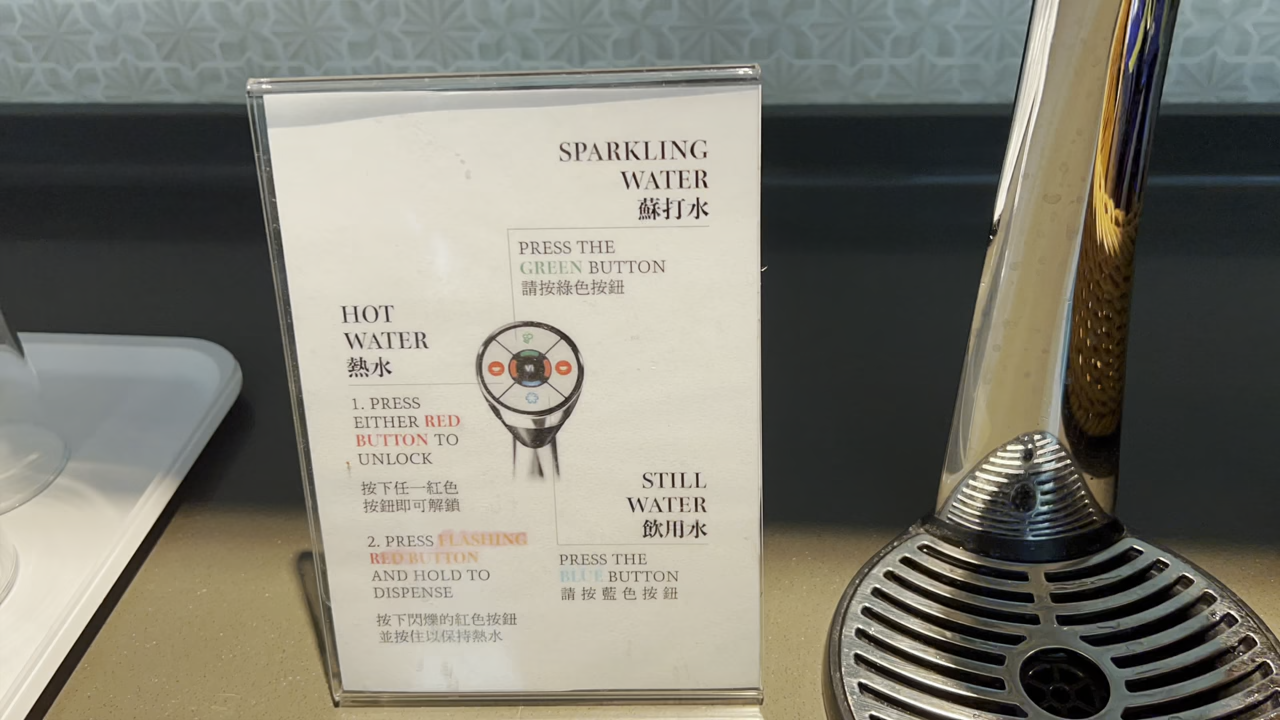 SPARKLING
WATER
蘇打水
PRESS THE
GREEN BUTTON
請按綠色按鈕
HOT
WATER
熱水
1. PRESS
EITHER RED
BUTTON TO
UNLOCK
按下任一紅色
按鈕即可解鎖
2. PRESS FLASHING
RED BUTTON
AND HOLD TO
DISPENSE
按下閃爍的紅色按鈕
並按住以保持熱水
STILL
WATER
飲用水
PRESS THE
BLUE BUTTON
請按藍色按鈕